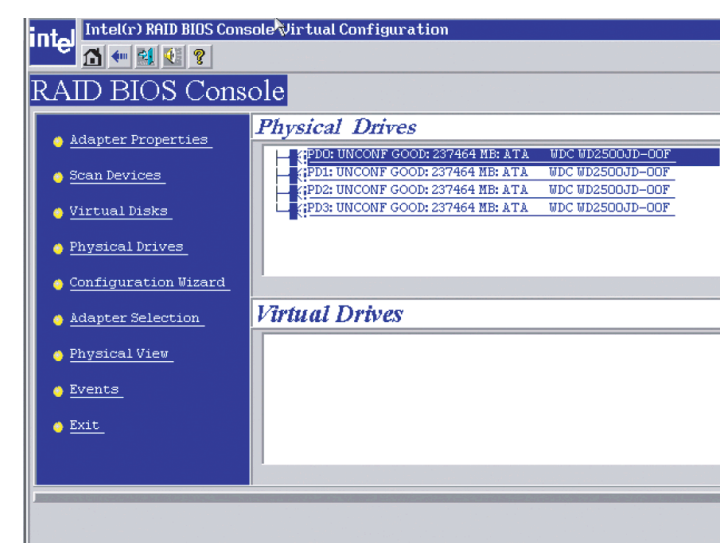 intel
Intel(r) RAID BIOS Console Virtual Configuration
RAID BIOS Console
Adapter Properties
Scan Devices
Virtual Disks
Physical Drives
Configuration Wizard
Adapter Selection
Physical View
Events
Exit
Physical Drives
PD0: UNCONF GOOD: 237464 MB: ATA WDC WD2500JD-00F
PD1: UNCONF GOOD: 237464 MB: ATA WDC WD2500JD-00F
PD2: UNCONF GOOD: 237464 MB: ATA WDC WD2500JD-00F
PD3: UNCONF GOOD: 237464 MB: ATA WDC WD2500JD-00F
Virtual Drives